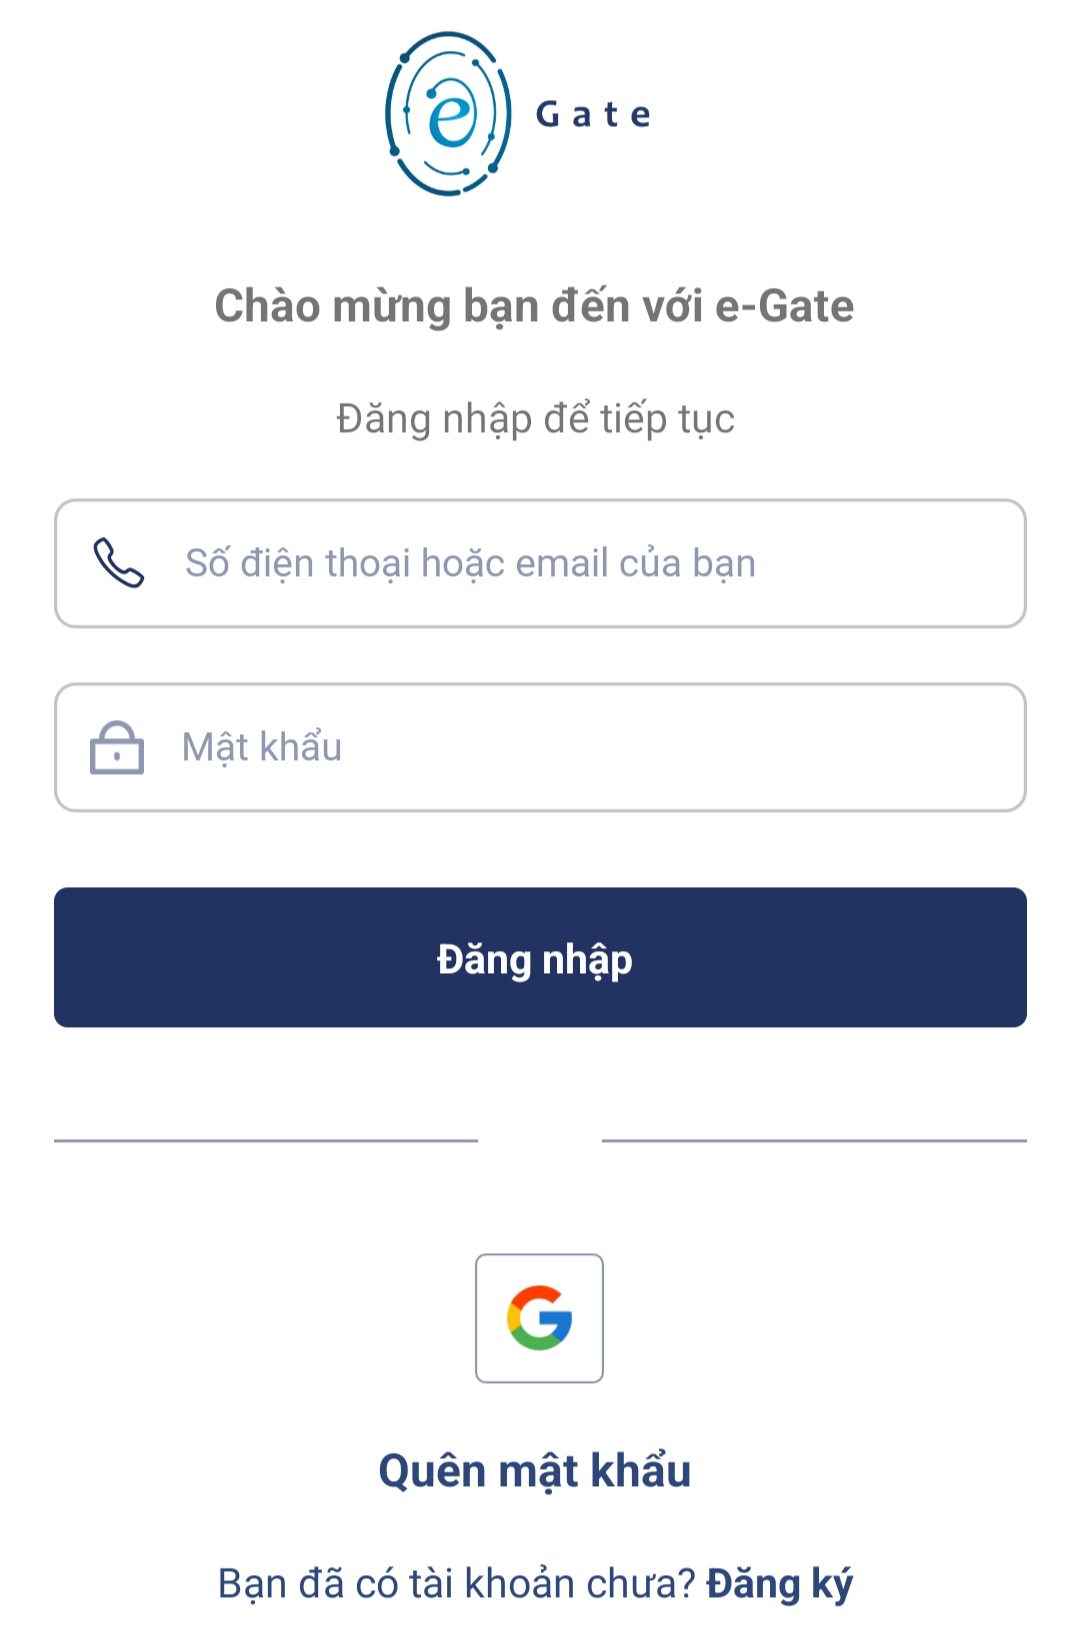 e Gate
Chào mừng bạn đến với e-Gate
Đăng nhập để tiếp tục
Số điện thoại hoặc email của bạn
Mật khẩu
Đăng nhập
Quên mật khẩu
Bạn đã có tài khoản chưa? Đăng ký